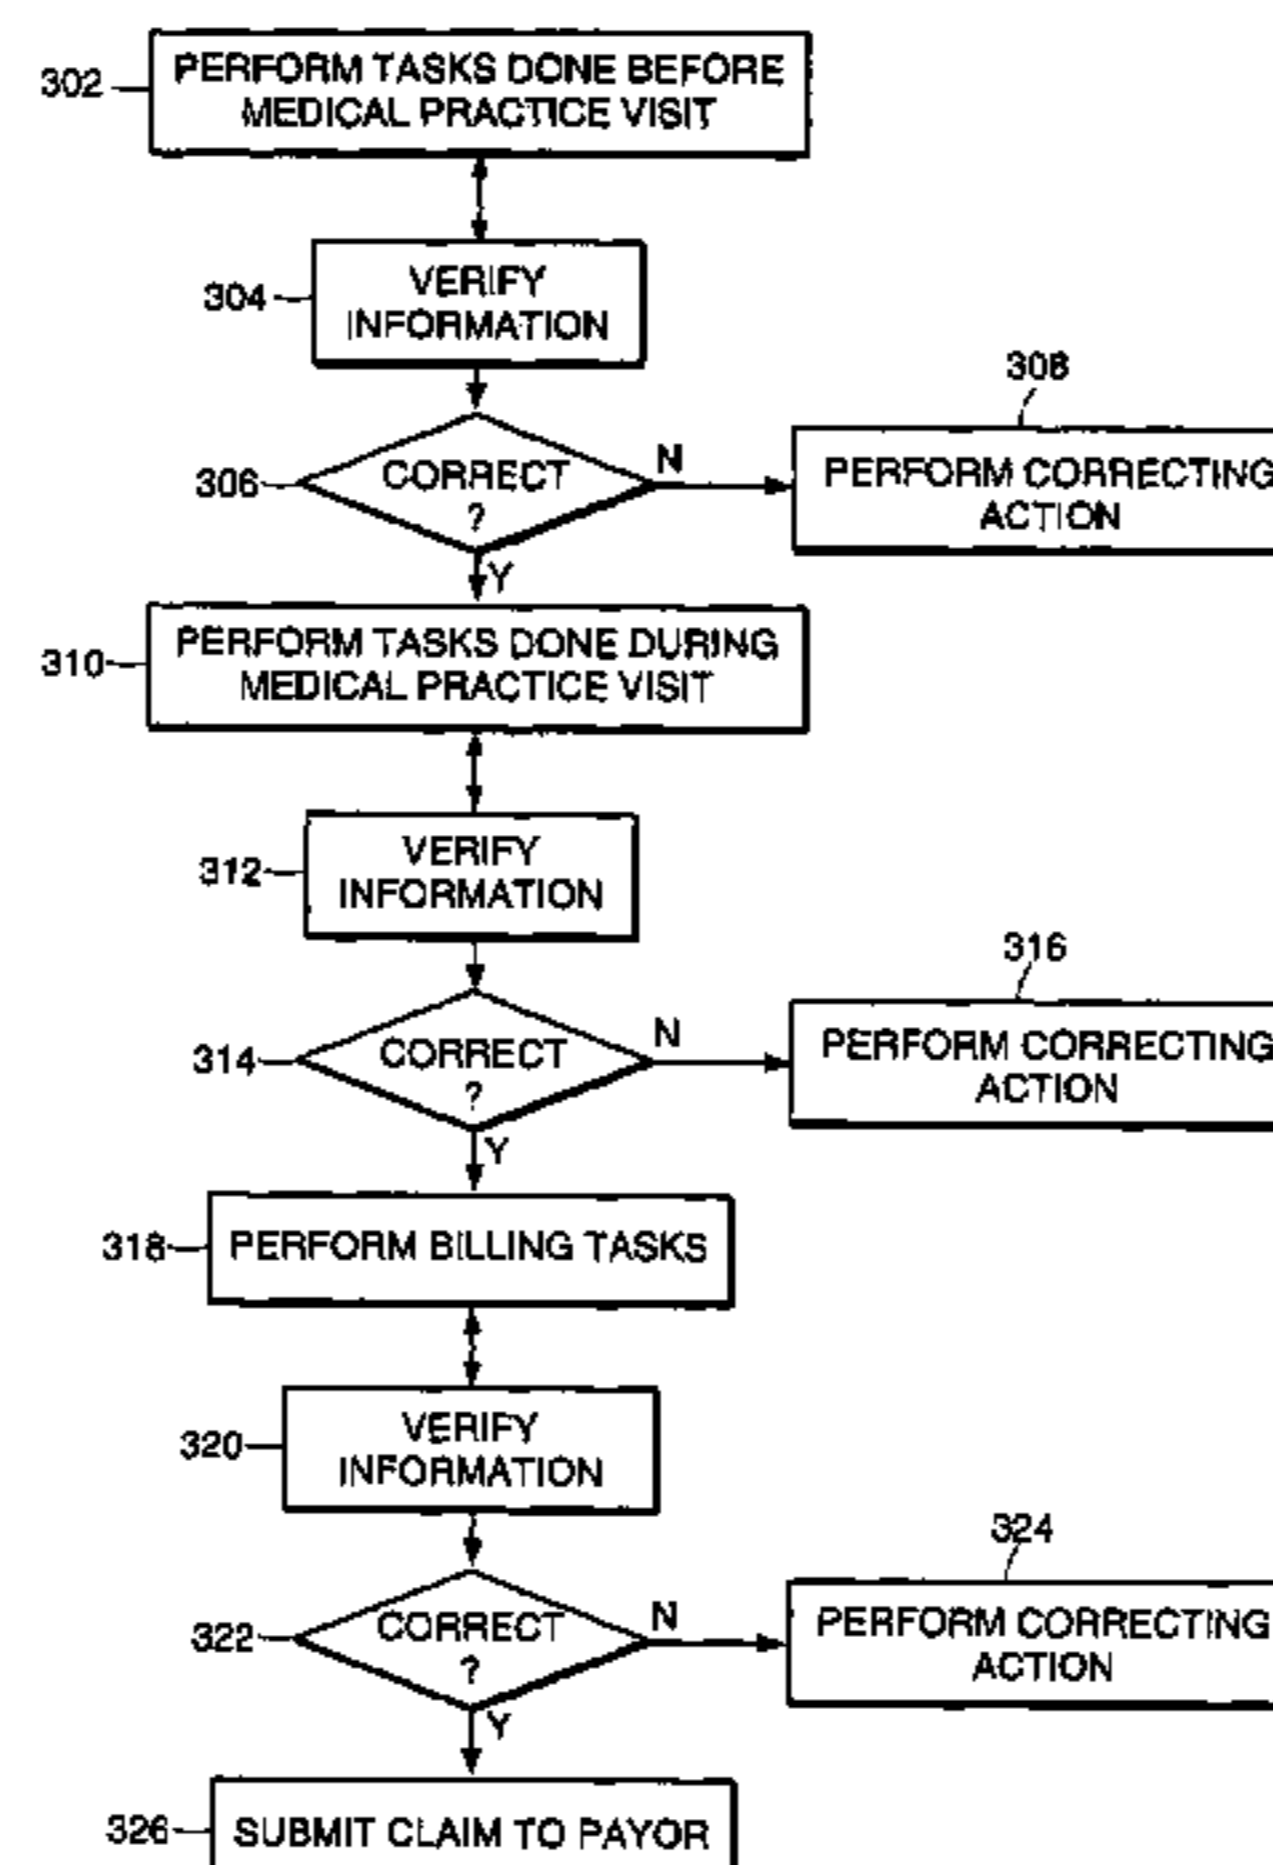 302
PERFORM TASKS DONE BEFORE
MEDICAL PRACTICE VISIT
304
VERIFY
INFORMATION
306
CORRECT
?
N
308
PERFORM CORRECTING
ACTION
Y
310
PERFORM TASKS DONE DURING
MEDICAL PRACTICE VISIT
312
VERIFY
INFORMATION
314
CORRECT
?
N
316
PERFORM CORRECTING
ACTION
Y
318
PERFORM BILLING TASKS
320
VERIFY
INFORMATION
322
CORRECT
?
N
324
PERFORM CORRECTING
ACTION
Y
326
SUBMIT CLAIM TO PAYOR